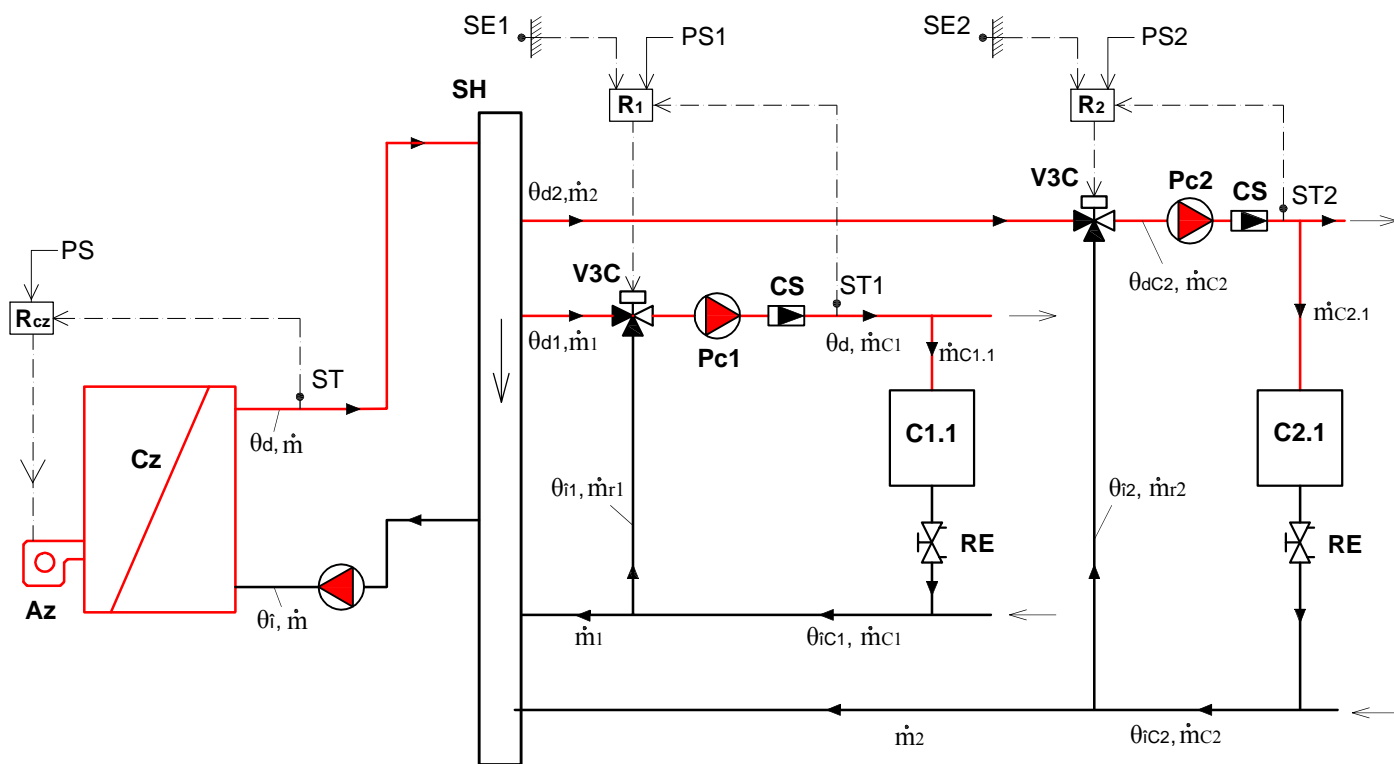 SE1
PS1
SE2
PS2
SH
R1
R2
θd2, ṁ2
V3C
Pc2
CS
ST2
PS
V3C
CS
ST1
θdC2, ṁC2
Rcz
θd1, ṁ1
Pc1
θd, ṁC1
ṁC1.1
ṁC2.1
ST
θd, ṁ
Cz
C1.1
C2.1
θî1, ṁr1
θî2, ṁr2
RE
RE
Az
θî, ṁ
ṁ1
θîC1, ṁC1
ṁ2
θîC2, ṁC2